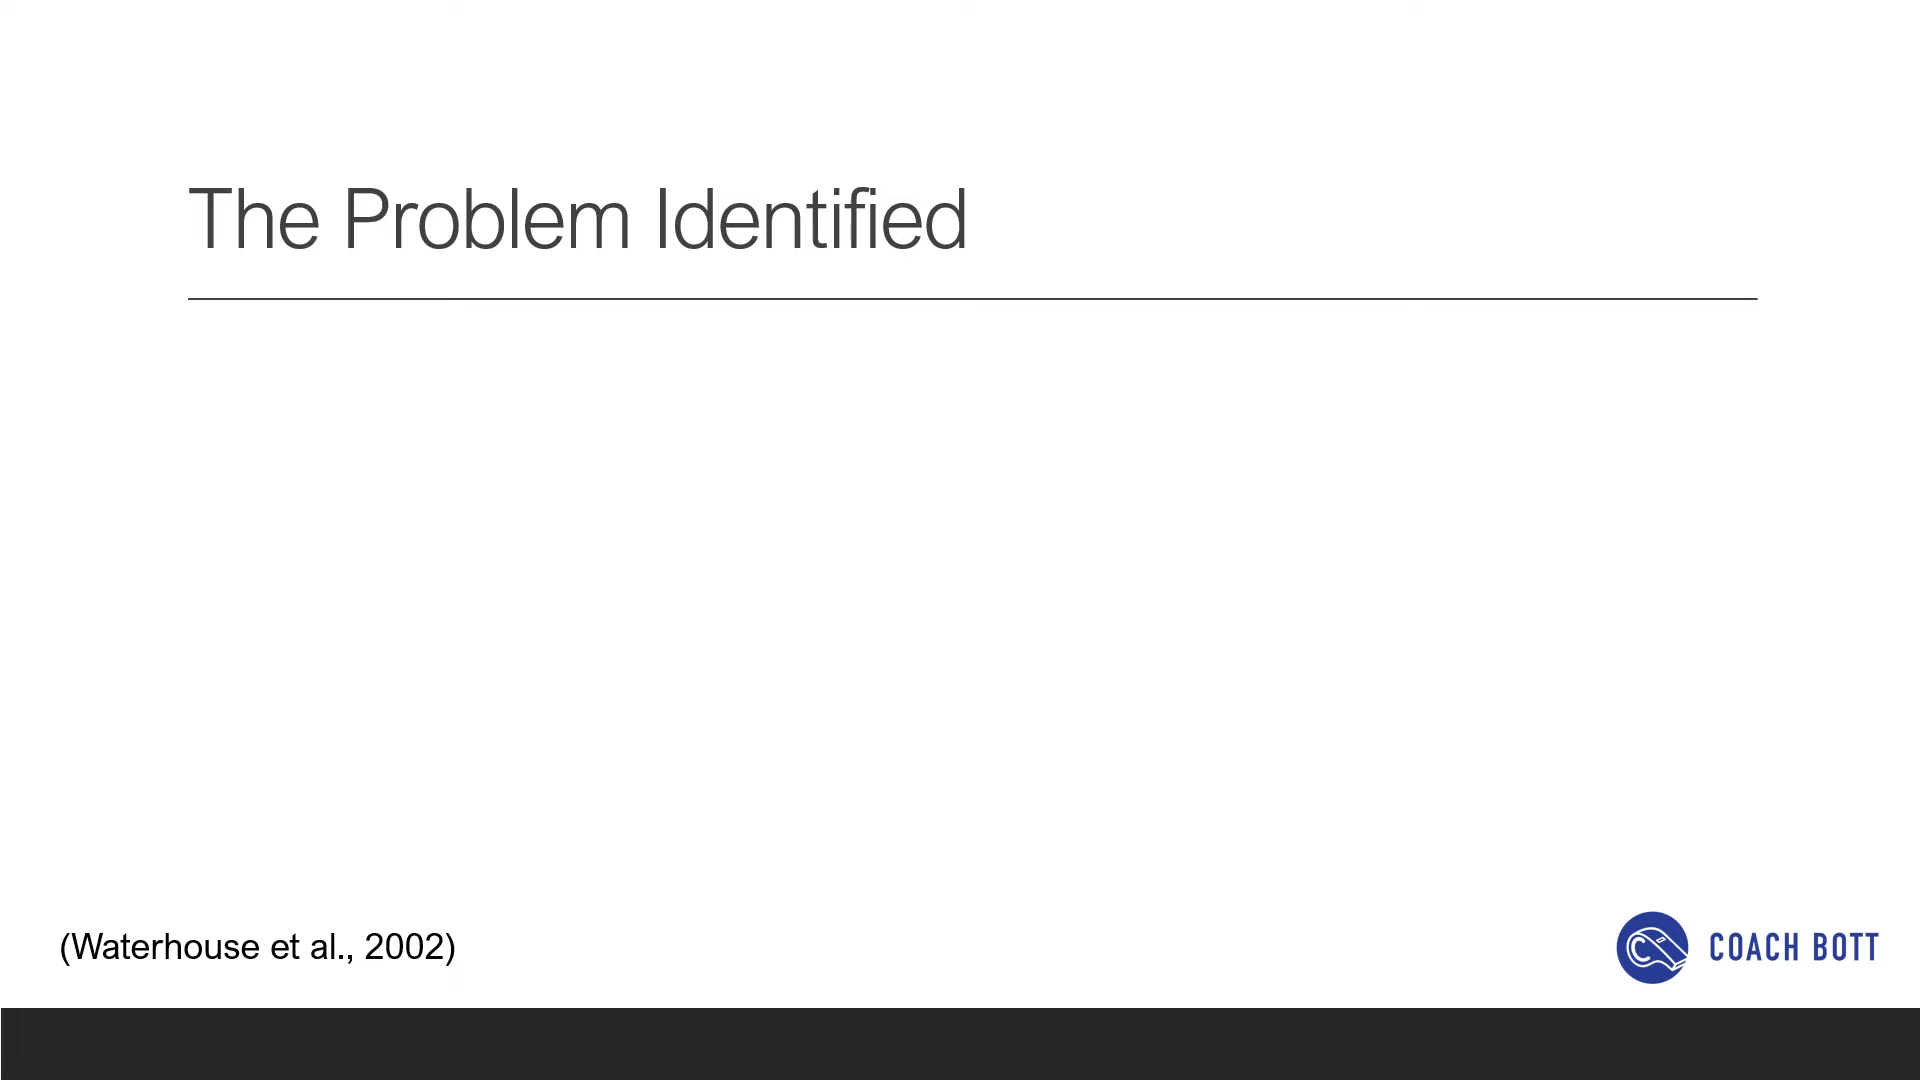 The Problem Identified
(Waterhouse et al., 2002)
C COACH BOTT